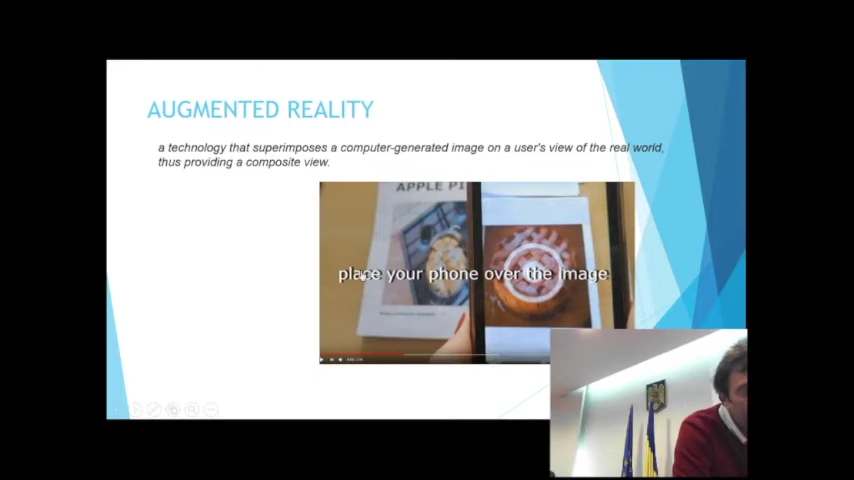 AUGMENTED REALITY
a technology that superimposes a computer-generated image on a user's view of the real world,
thus providing a composite view.
APPLE PI
place your phone over the image